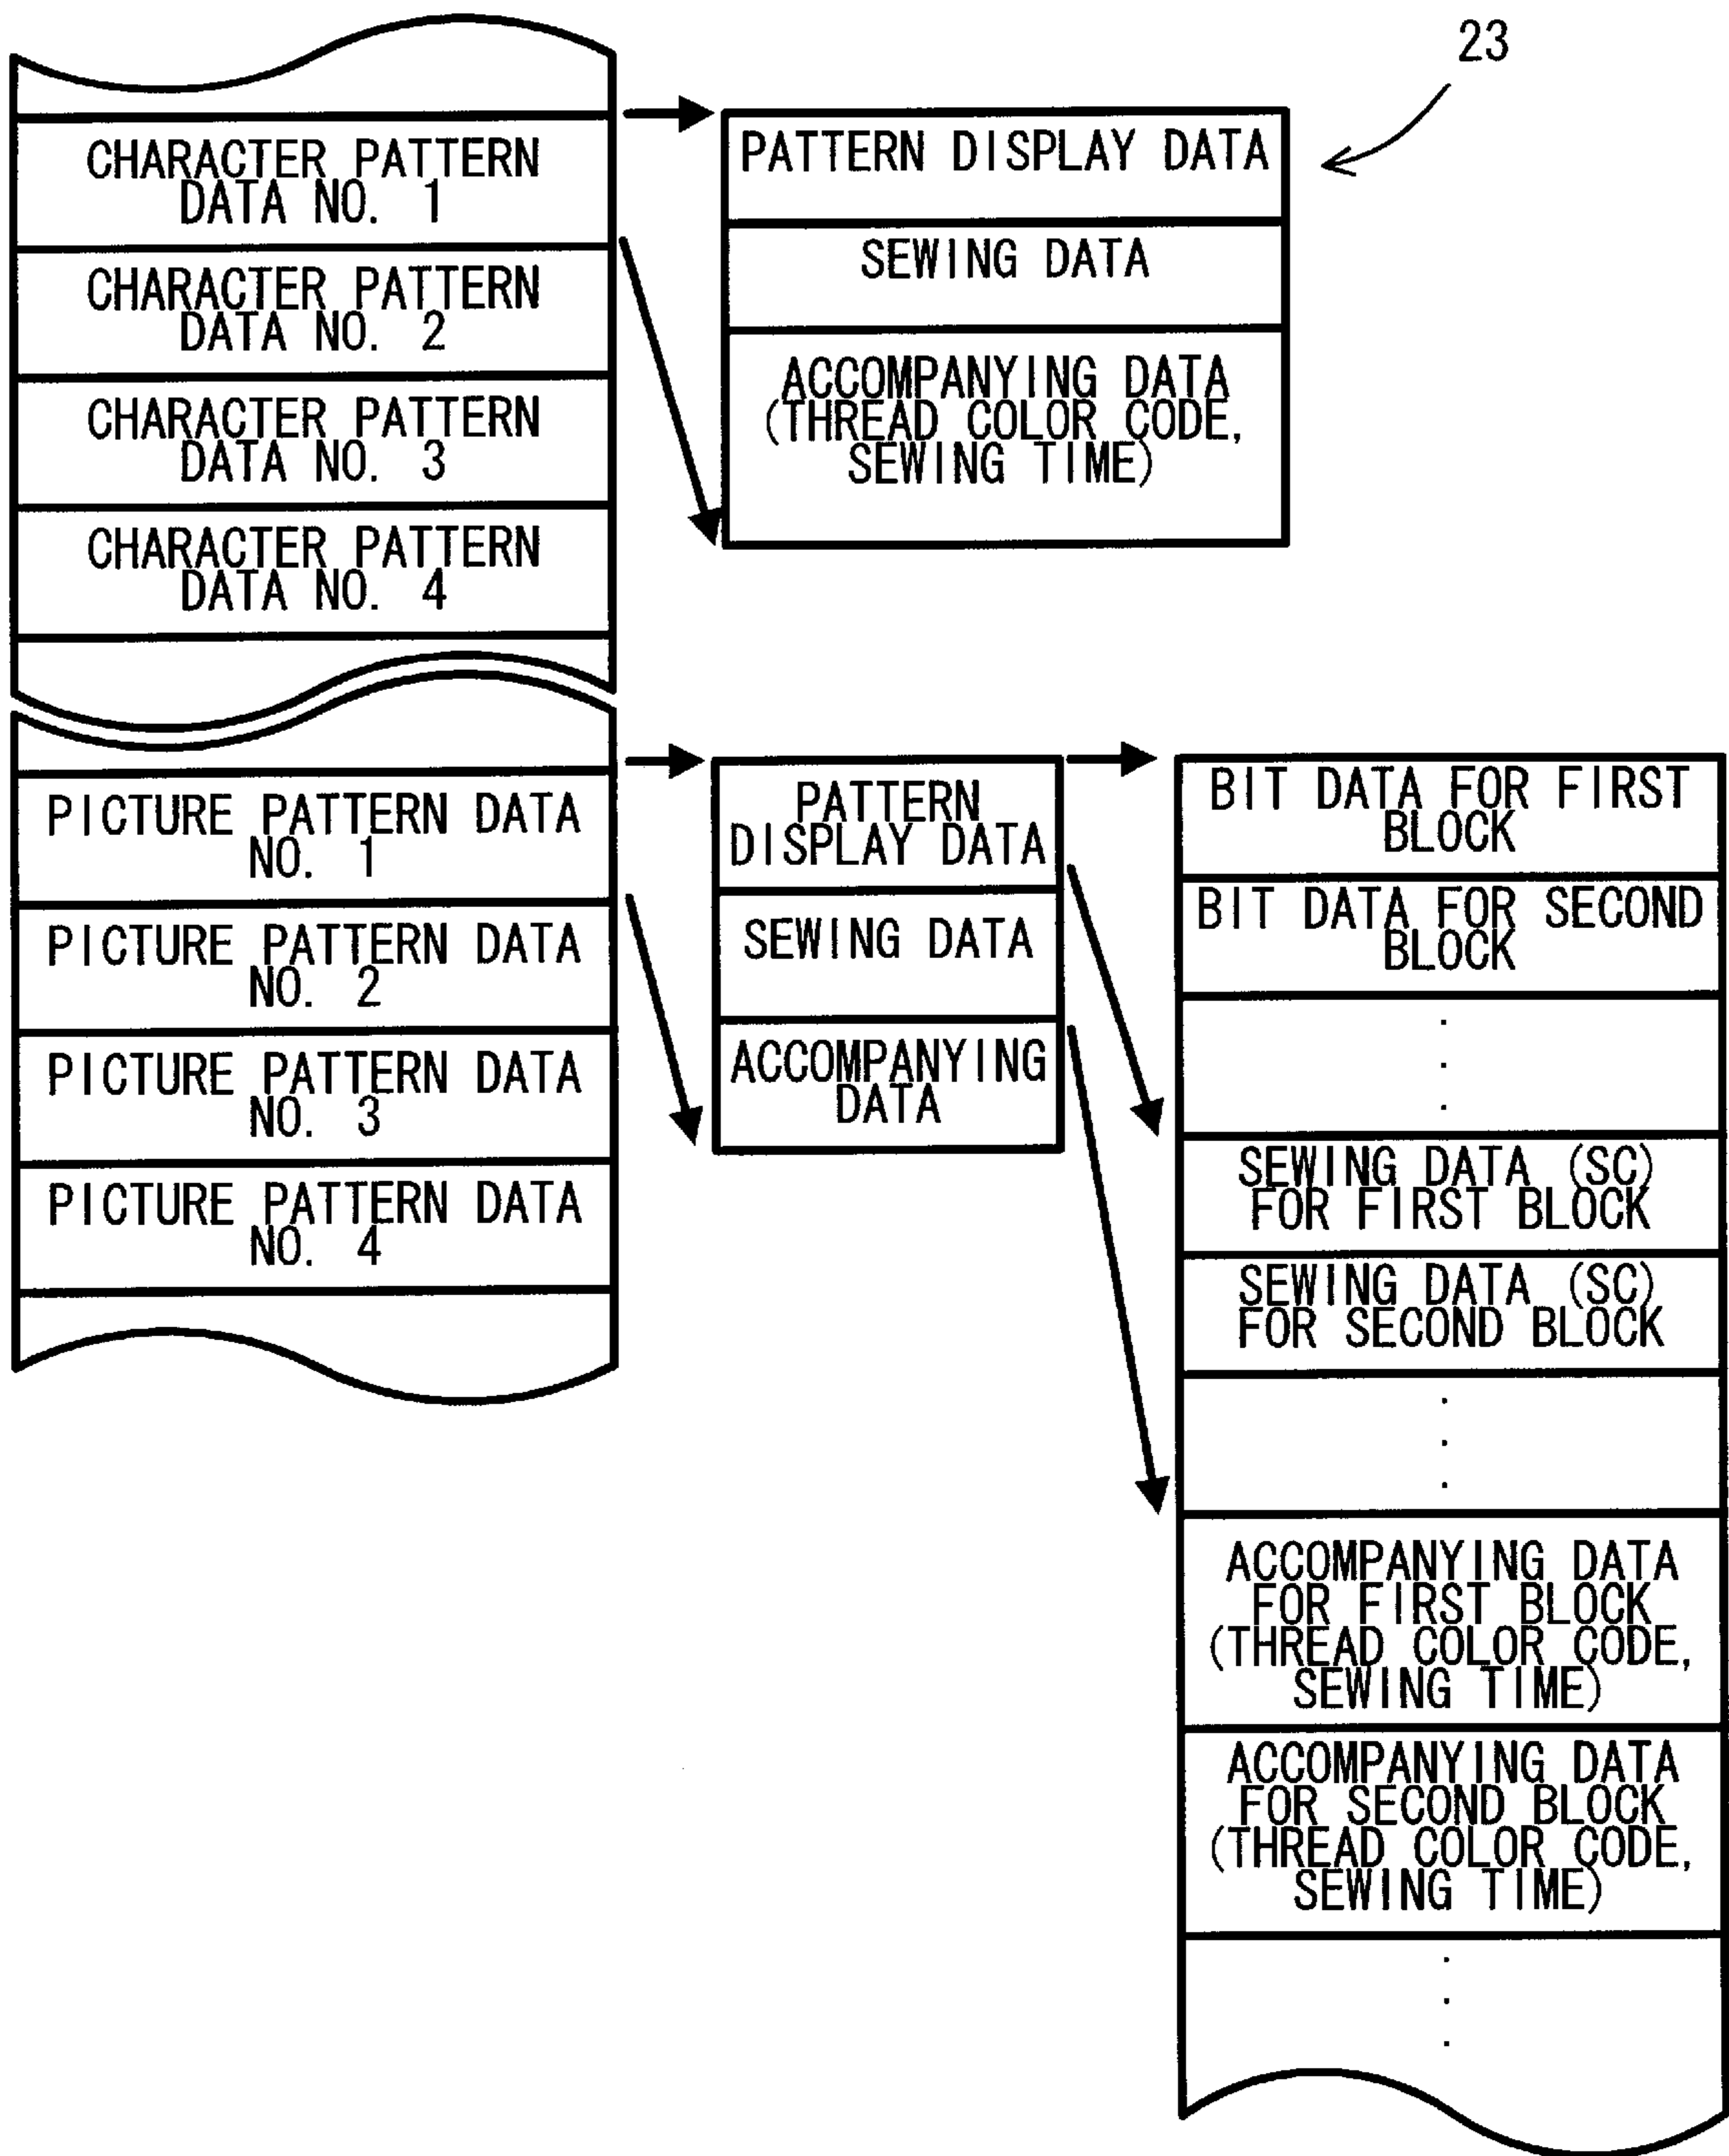 23
CHARACTER PATTERN
DATA NO. 1
CHARACTER PATTERN
DATA NO. 2
CHARACTER PATTERN
DATA NO. 3
CHARACTER PATTERN
DATA NO. 4
PATTERN DISPLAY DATA
SEWING DATA
ACCOMPANYING DATA
(THREAD COLOR CODE,
SEWING TIME)
PICTURE PATTERN DATA
NO. 1
PICTURE PATTERN DATA
NO. 2
PICTURE PATTERN DATA
NO. 3
PICTURE PATTERN DATA
NO. 4
PATTERN
DISPLAY DATA
SEWING DATA
ACCOMPANYING
DATA
BIT DATA FOR FIRST
BLOCK
BIT DATA FOR SECOND
BLOCK
SEWING DATA (SC)
FOR FIRST BLOCK
SEWING DATA (SC)
FOR SECOND BLOCK
ACCOMPANYING DATA
FOR FIRST BLOCK
(THREAD COLOR CODE,
SEWING TIME)
ACCOMPANYING DATA
FOR SECOND BLOCK
(THREAD COLOR CODE,
SEWING TIME)